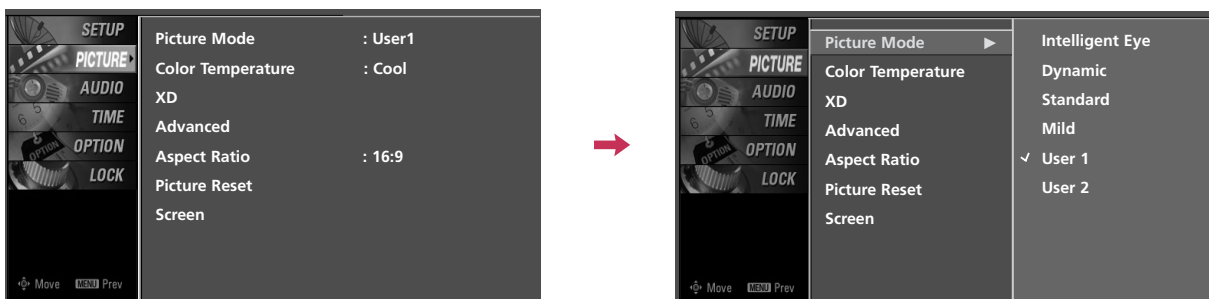 SETUP
PICTURE
AUDIO
TIME
OPTION
LOCK
Move MENU Prev
Picture Mode : User1
Color Temperature : Cool
XD
Advanced
Aspect Ratio : 16:9
Picture Reset
Screen
SETUP
PICTURE
AUDIO
TIME
OPTION
LOCK
Move MENU Prev
Picture Mode ►
Color Temperature
XD
Advanced
Aspect Ratio
Picture Reset
Screen
Intelligent Eye
Dynamic
Standard
Mild
✓ User 1
User 2